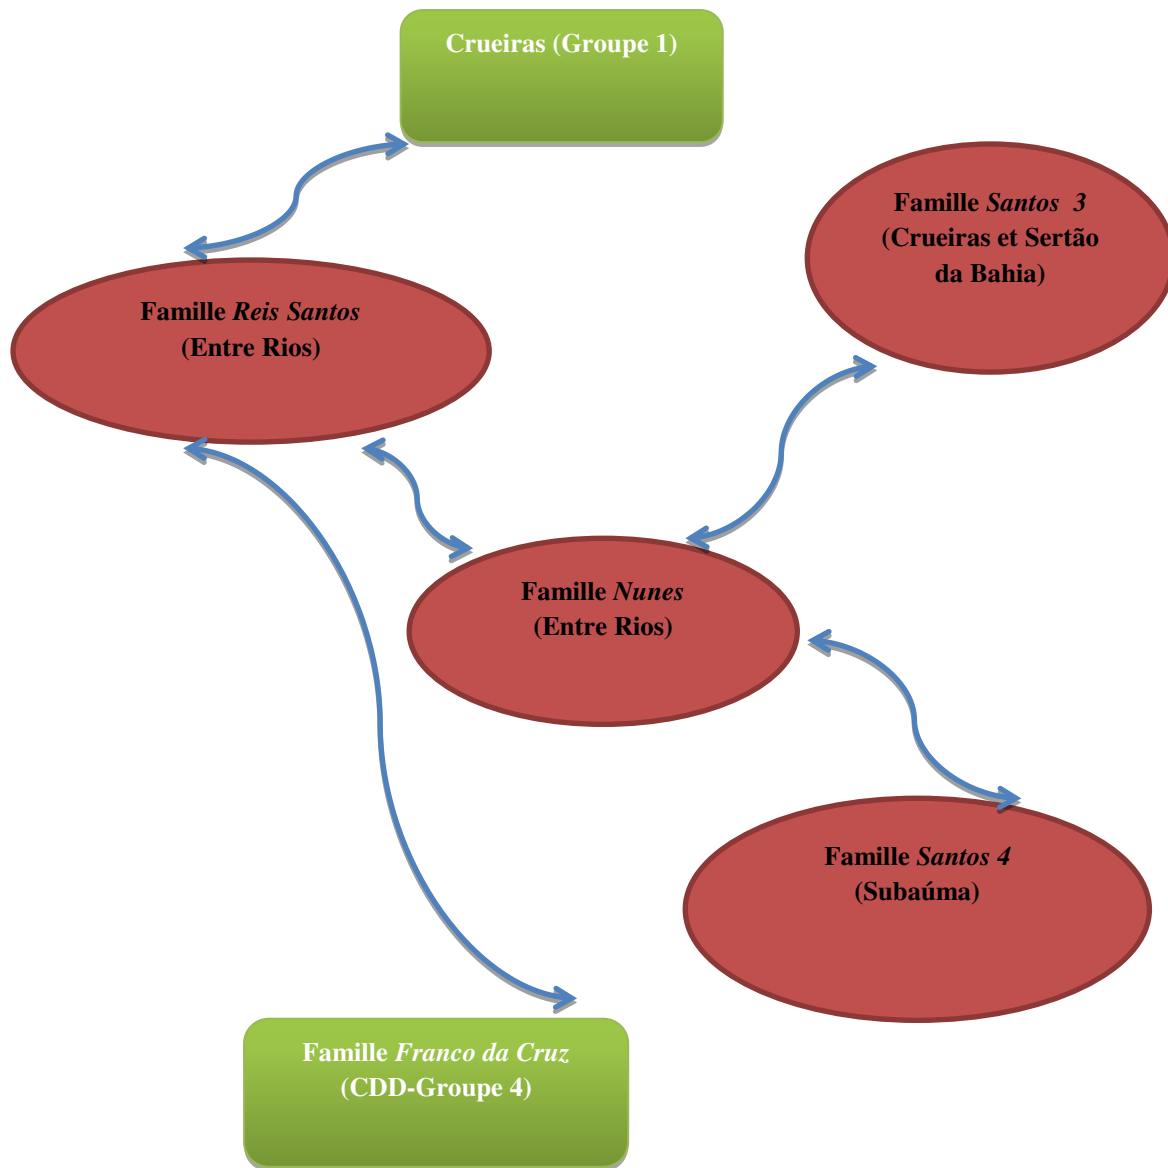 Crueiras (Groupe 1)
Famille Santos 3
(Crueiras et Sertão
da Bahia)
Famille Reis Santos
(Entre Rios)
Famille Nunes
(Entre Rios)
Famille Santos 4
(Subaúma)
Famille Franco da Cruz
(CDD-Groupe 4)